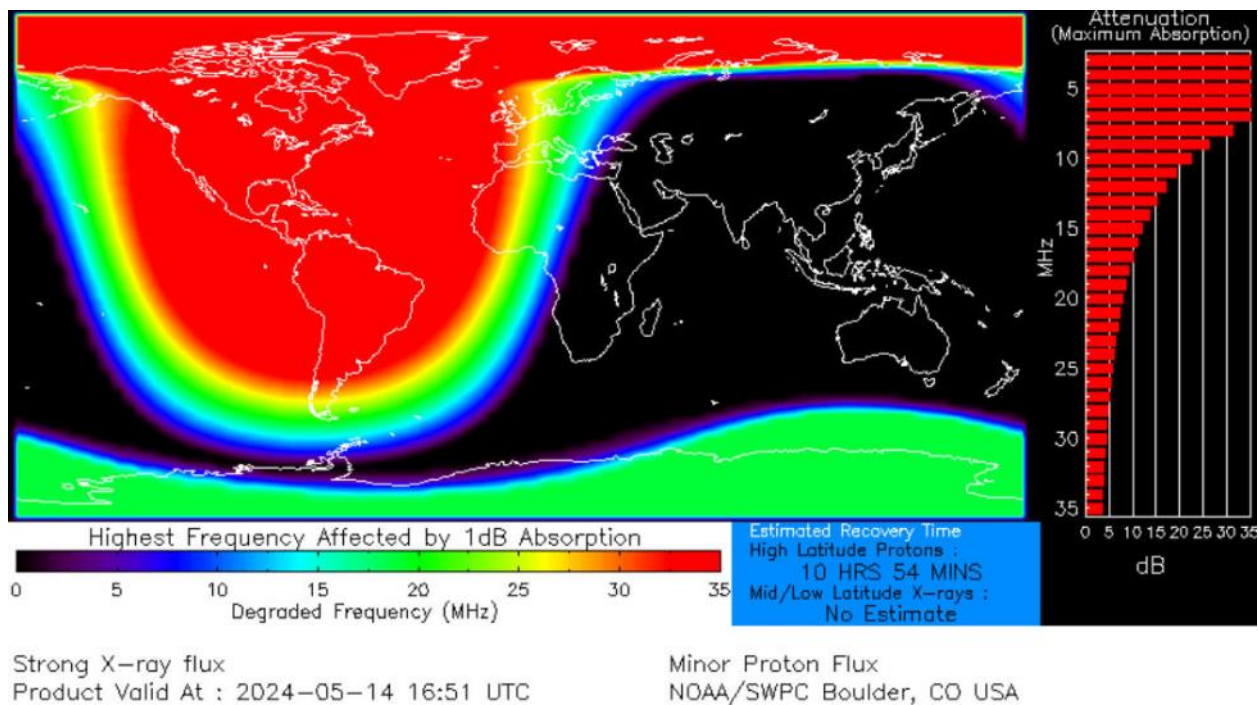 Attenuation
(Maximum Absorption)
5
10
15
MHz
20
25
30
35
0 5 10 15 20 25 30 35
dB
Highest Frequency Affected by 1dB Absorption
0 5 10 15 20 25 30 35
Degraded Frequency (MHz)
Estimated Recovery Time
High Latitude Protons :
10 HRS 54 MINS
Mid/Low Latitude X-rays :
No Estimate
Strong X-ray flux
Product Valid At : 2024-05-14 16:51 UTC
Minor Proton Flux
NOAA/SWPC Boulder, CO USA